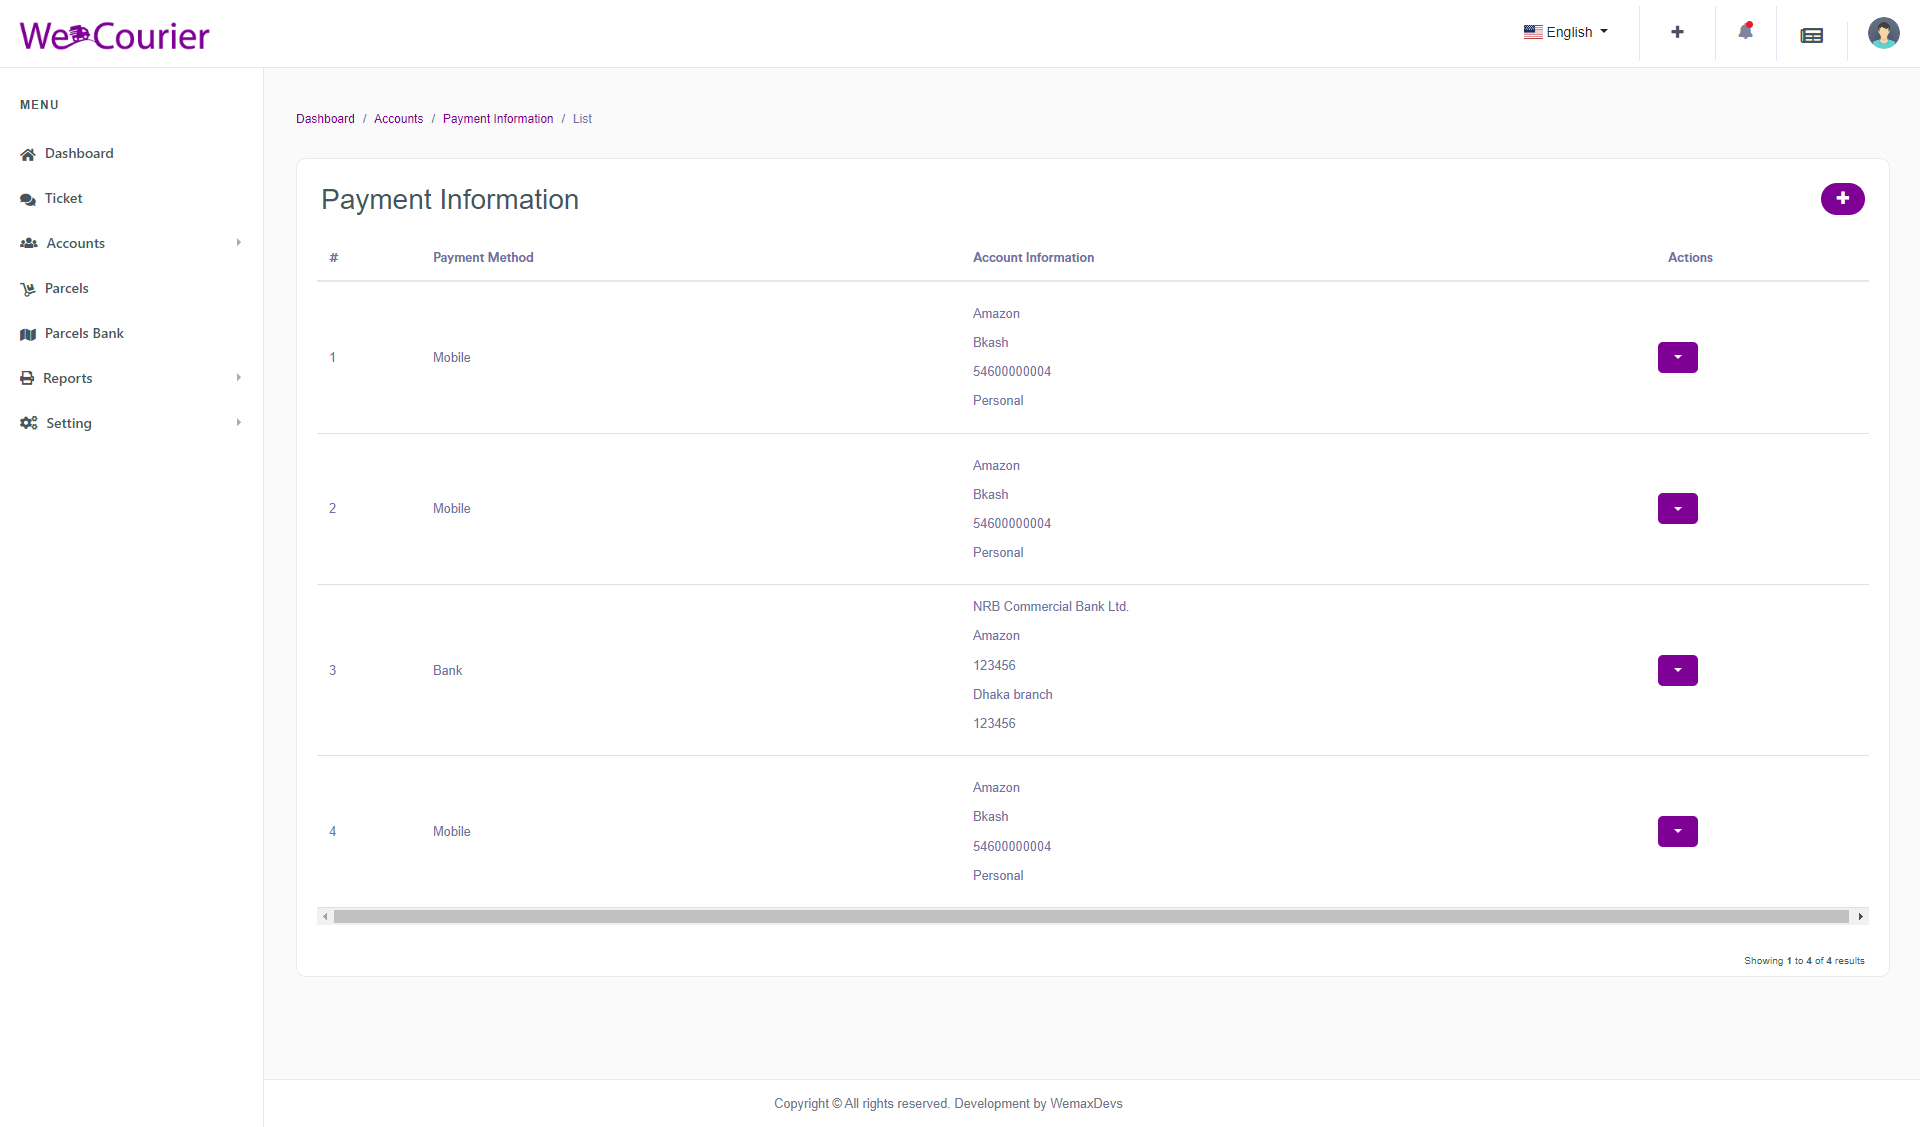 We Courier
English
MENU
Dashboard
Ticket
Accounts
Parcels
Parcels Bank
Reports
Setting
Dashboard / Accounts / Payment Information / List
Payment Information
# Payment Method Account Information Actions
1 Mobile
Amazon
Bkash
54600000004
Personal
2 Mobile
Amazon
Bkash
54600000004
Personal
3 Bank
NRB Commercial Bank Ltd.
Amazon
123456
Dhaka branch
123456
4 Mobile
Amazon
Bkash
54600000004
Personal
Showing 1 to 4 of 4 results
Copyright © All rights reserved. Development by WemaxDevs